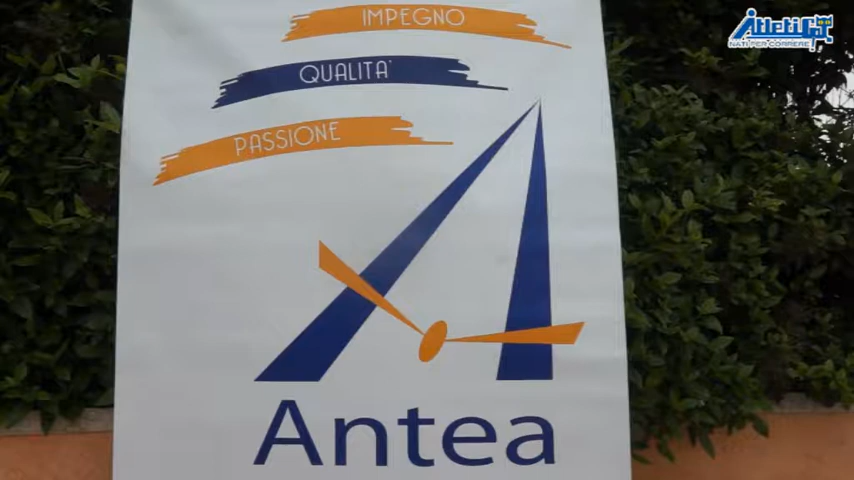 IMPEGNO
QUALITA'
PASSIONE
Antea
AtletiCa
NATI PER CORRERE